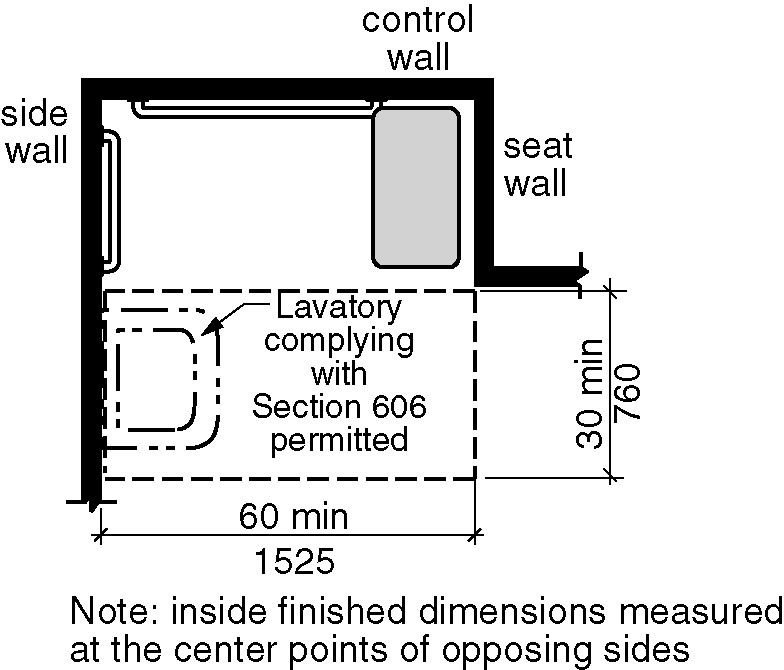 control
wall
side
wall
seat
wall
Lavatory
complying
with
Section 606
permitted
30 min
760
60 min
1525
Note: inside finished dimensions measured
at the center points of opposing sides